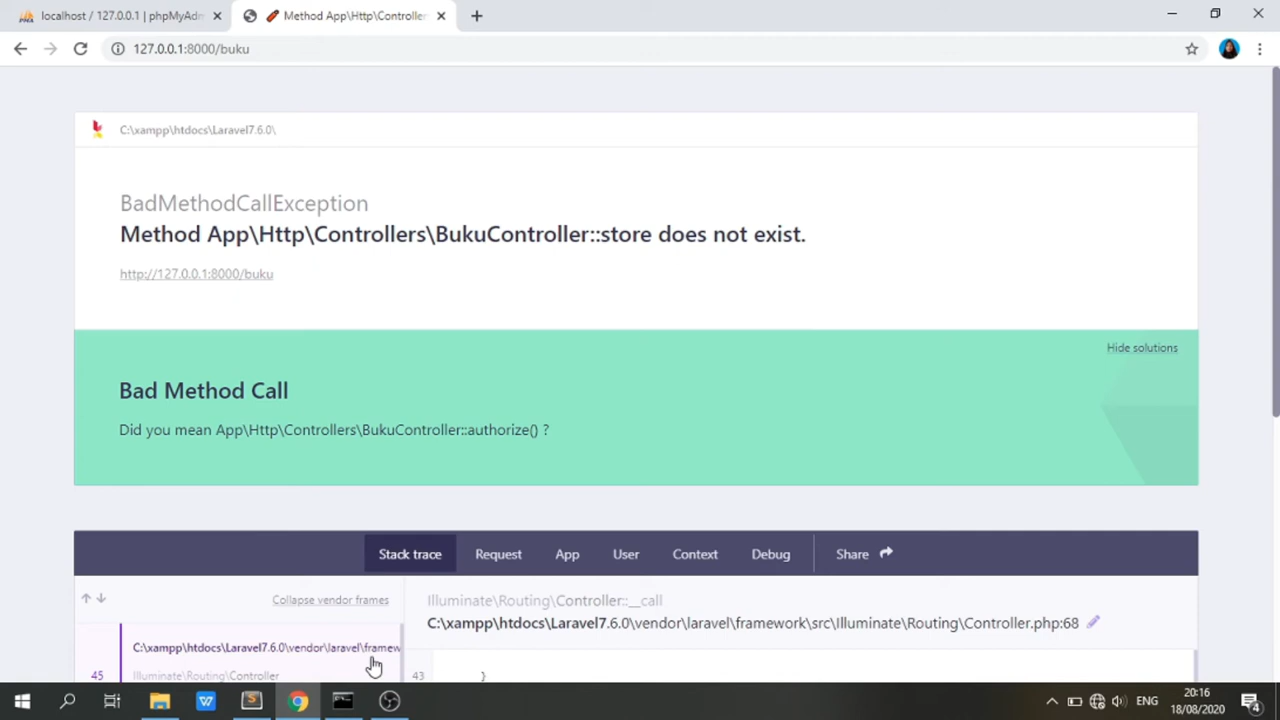 localhost / 127.0.0.1 | phpMyAdm
Method App\Http\Controllers
127.0.0.1:8000/buku
C:\xampp\htdocs\Laravel7.6.0\
BadMethodCallException
Method App\Http\Controllers\BukuController::store does not exist.
http://127.0.0.1:8000/buku
Hide solutions
Bad Method Call
Did you mean App\Http\Controllers\BukuController::authorize() ?
Stack trace
Request
App
User
Context
Debug
Share
Collapse vendor frames
Illuminate\Routing\Controller::__call
C:\xampp\htdocs\Laravel7.6.0\vendor\laravel\framework\src\Illuminate\Routing\Controller.php:68
C:\xampp\htdocs\Laravel7.6.0\vendor\laravel\framew
45
Illuminate\Routing\Controller
43
}
ENG
20:16
18/08/2020
4